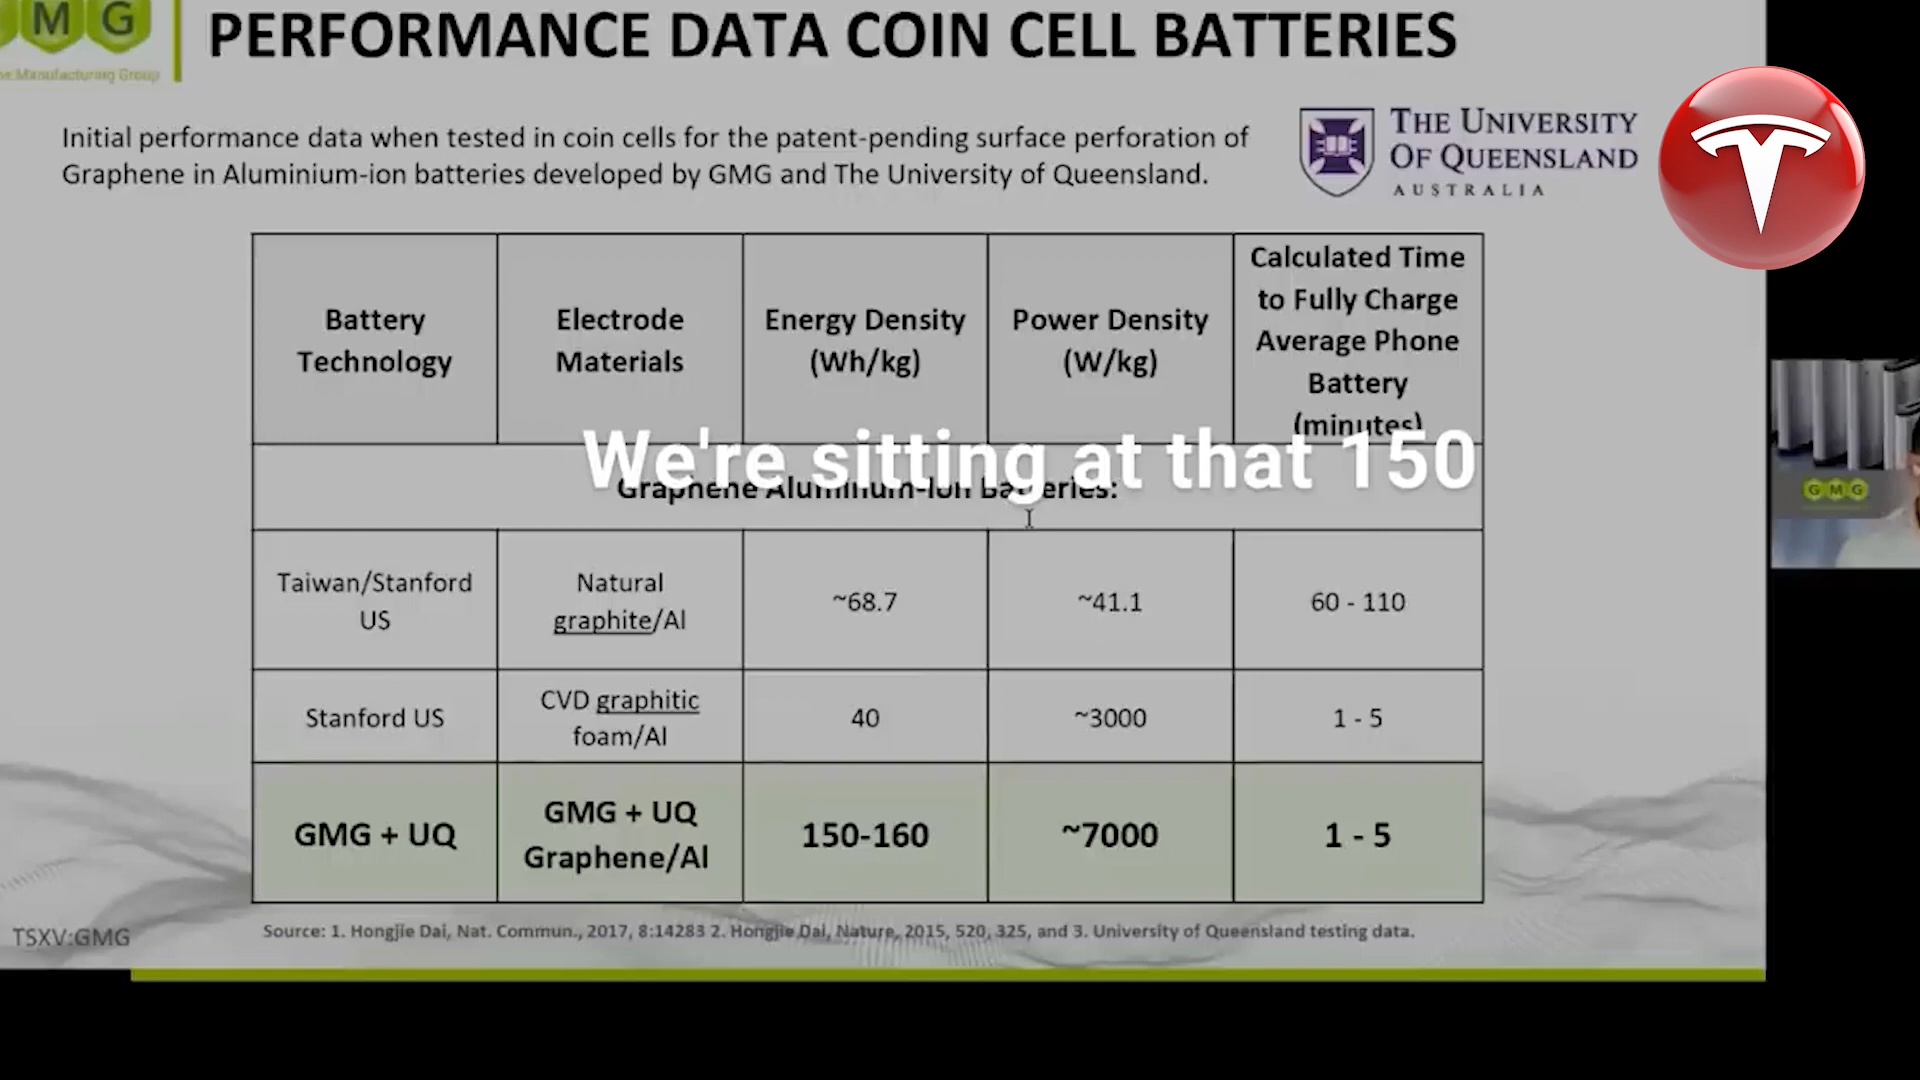 M G
Manufacturing Group
PERFORMANCE DATA COIN CELL BATTERIES
Initial performance data when tested in coin cells for the patent-pending surface perforation of
Graphene in Aluminium-ion batteries developed by GMG and The University of Queensland.
THE UNIVERSITY
OF QUEENSLAND
AUSTRALIA
Battery
Technology
Electrode
Materials
Energy Density
(Wh/kg)
Power Density
(W/kg)
Calculated Time
to Fully Charge
Average Phone
Battery
(minutes)
We're sitting at that 150
Graphene Aluminum-Ion Batteries:
Taiwan/Stanford
US
Natural
graphite/Al
~68.7
~41.1
60 - 110
Stanford US
CVD graphitic
foam/Al
40
~3000
1 - 5
GMG + UQ
GMG + UQ
Graphene/Al
150-160
~7000
1 - 5
GMG
TSXV:GMG
Source: 1. Hongjie Dai, Nat. Commun., 2017, 8:14283 2. Hongjie Dai, Nature, 2015, 520, 325, and 3. University of Queensland testing data.